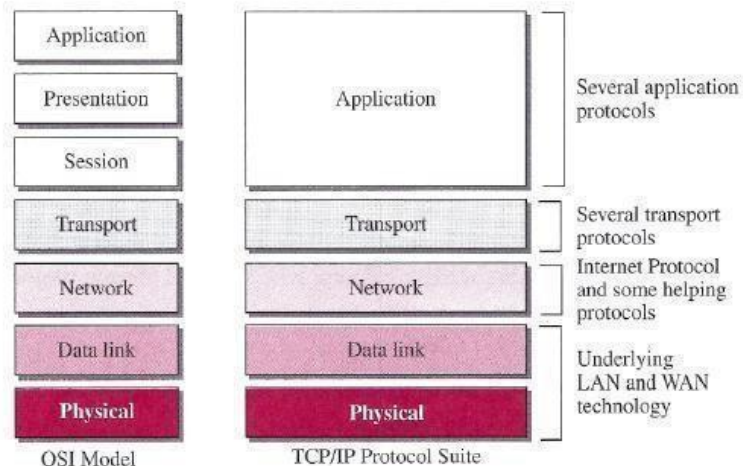 Application
Presentation
Session
Transport
Network
Data link
Physical
OSI Model
Application
Transport
Network
Data link
Physical
TCP/IP Protocol Suite
Several application
protocols
Several transport
protocols
Internet Protocol
and some helping
protocols
Underlying
LAN and WAN
technology